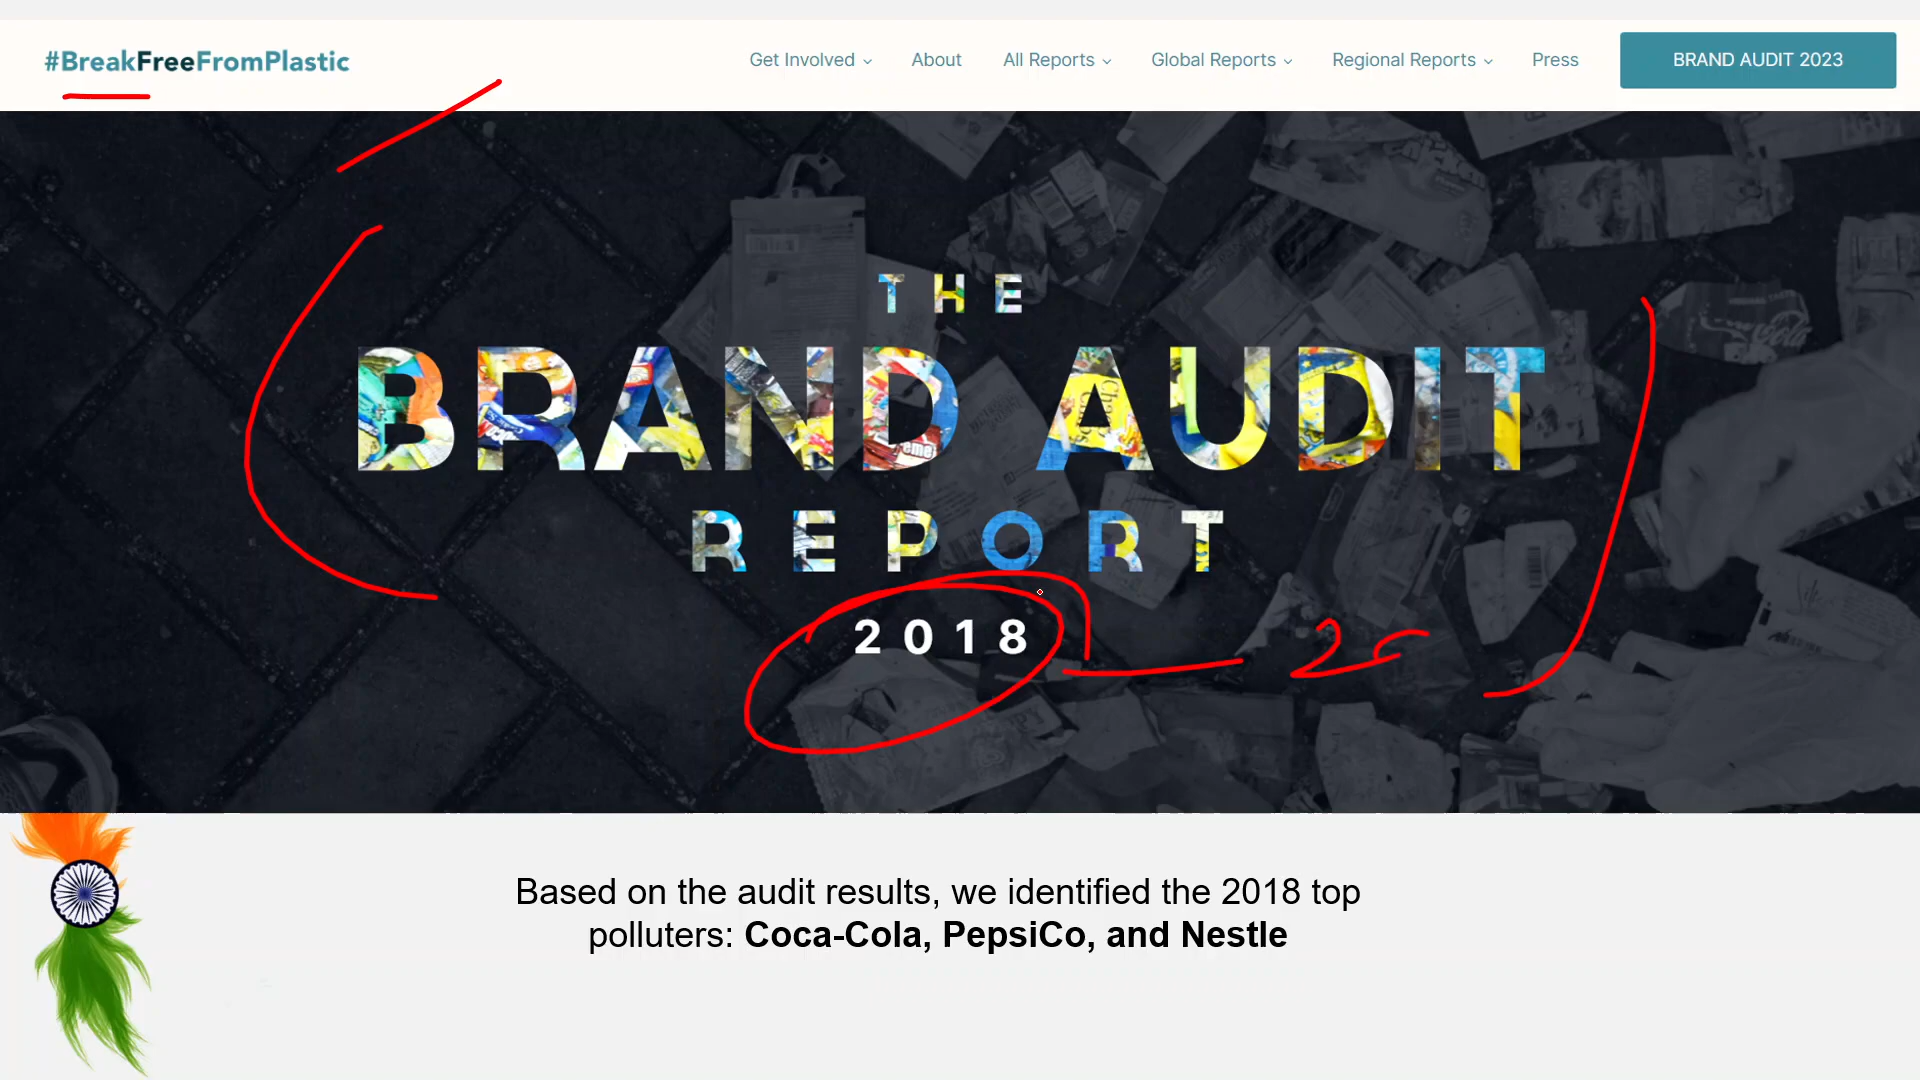 #BreakFreeFromPlastic
Get Involved
About
All Reports
Global Reports
Regional Reports
Press
BRAND AUDIT 2023
THE
BRAND AUDIT
REPORT
2018
Based on the audit results, we identified the 2018 top
polluters: Coca-Cola, PepsiCo, and Nestle